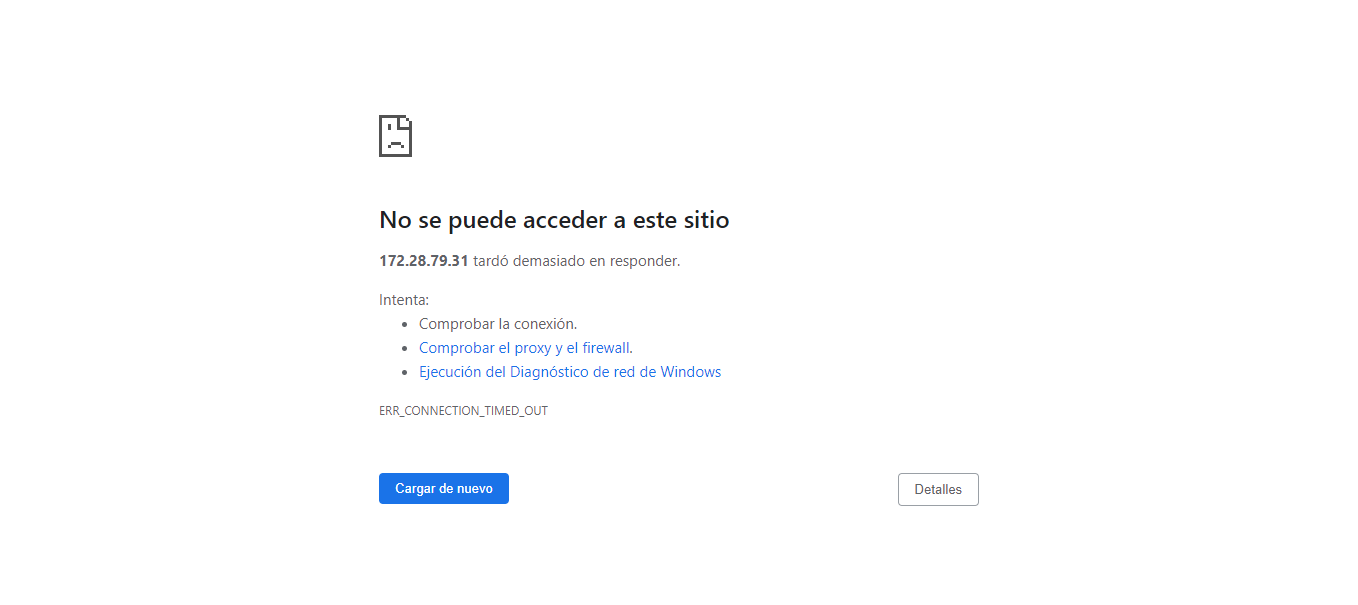 No se puede acceder a este sitio
172.28.79.31 tardó demasiado en responder.
Intenta:
Comprobar la conexión.
Comprobar el proxy y el firewall.
Ejecución del Diagnóstico de red de Windows
ERR_CONNECTION_TIMED_OUT
Cargar de nuevo
Detalles